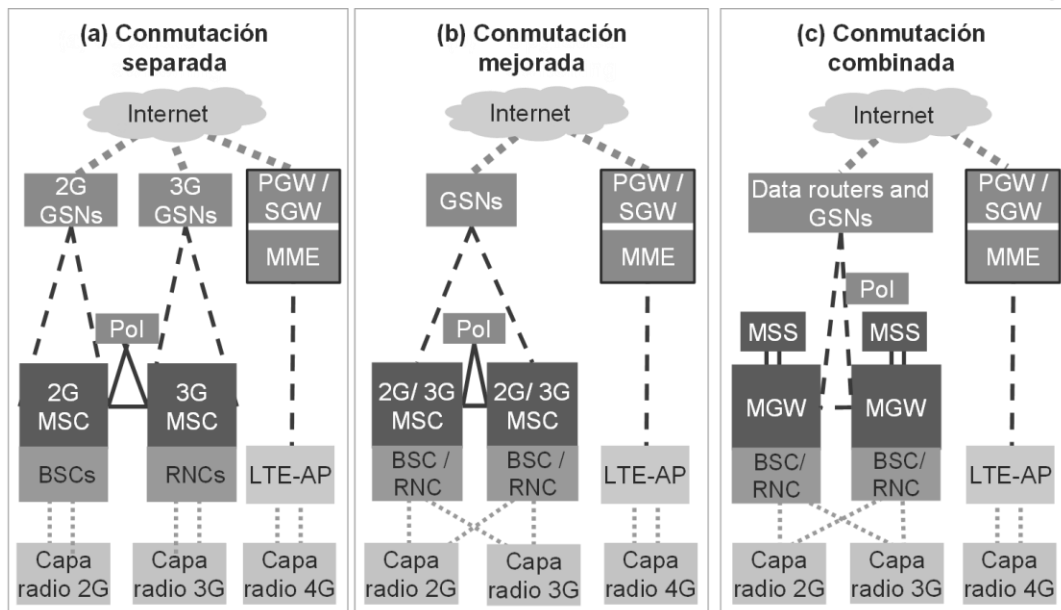 (a) Conmutación
separada
Internet
2G
GSNs
3G
GSNs
PGW /
SGW
MME
PoI
2G
MSC
3G
MSC
BSCs
RNCs
LTE-AP
Capa
radio 2G
Capa
radio 3G
Capa
radio 4G
(b) Conmutación
mejorada
Internet
GSNs
PGW /
SGW
MME
PoI
2G/ 3G
MSC
2G/ 3G
MSC
BSC /
RNC
BSC /
RNC
LTE-AP
Capa
radio 2G
Capa
radio 3G
Capa
radio 4G
(c) Conmutación
combinada
Internet
Data routers and
GSNs
PGW /
SGW
MME
PoI
MSS
MSS
MGW
MGW
BSC/
RNC
BSC/
RNC
LTE-AP
Capa
radio 2G
Capa
radio 3G
Capa
radio 4G